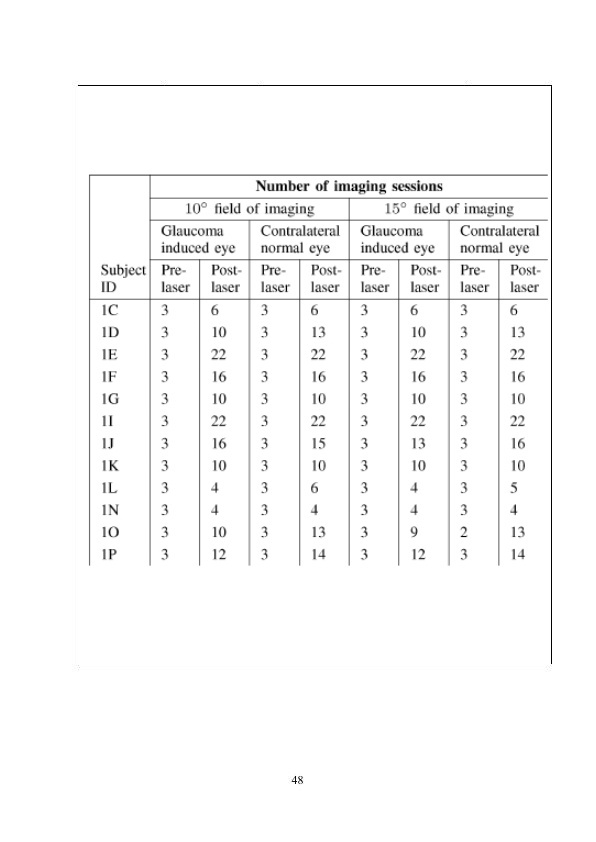 Number of imaging sessions
10° field of imaging 15° field of imaging
Glaucoma induced eye Contralateral normal eye Glaucoma induced eye Contralateral normal eye
Subject ID Pre-laser Post-laser Pre-laser Post-laser Pre-laser Post-laser Pre-laser Post-laser
1C 3 6 3 6 3 6 3 6
1D 3 10 3 13 3 10 3 13
1E 3 22 3 22 3 22 3 22
1F 3 16 3 16 3 16 3 16
1G 3 10 3 10 3 10 3 10
1I 3 22 3 22 3 22 3 22
1J 3 16 3 15 3 13 3 16
1K 3 10 3 10 3 10 3 10
1L 3 4 3 6 3 4 3 5
1N 3 4 3 4 3 4 3 4
1O 3 10 3 13 3 9 2 13
1P 3 12 3 14 3 12 3 14
48